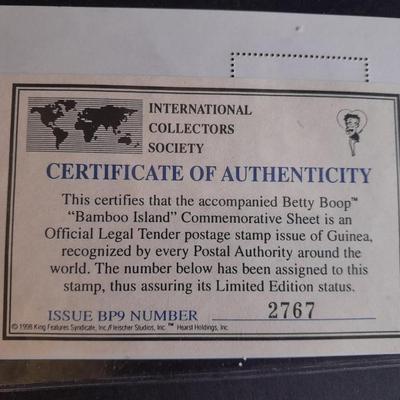 INTERNATIONAL
COLLECTORS
SOCIETY
CERTIFICATE OF AUTHENTICITY
This certifies that the accompanied Betty Boop™
"Bamboo Island" Commemorative Sheet is an
Official Legal Tender postage stamp issue of Guinea,
recognized by every Postal Authority around the
world. The number below has been assigned to this
stamp, thus assuring its Limited Edition status.
ISSUE BP9 NUMBER 2767
© 1998 King Features Syndicate, Inc./Fleischer Studios, Inc. ™ Hearst Holdings, Inc.